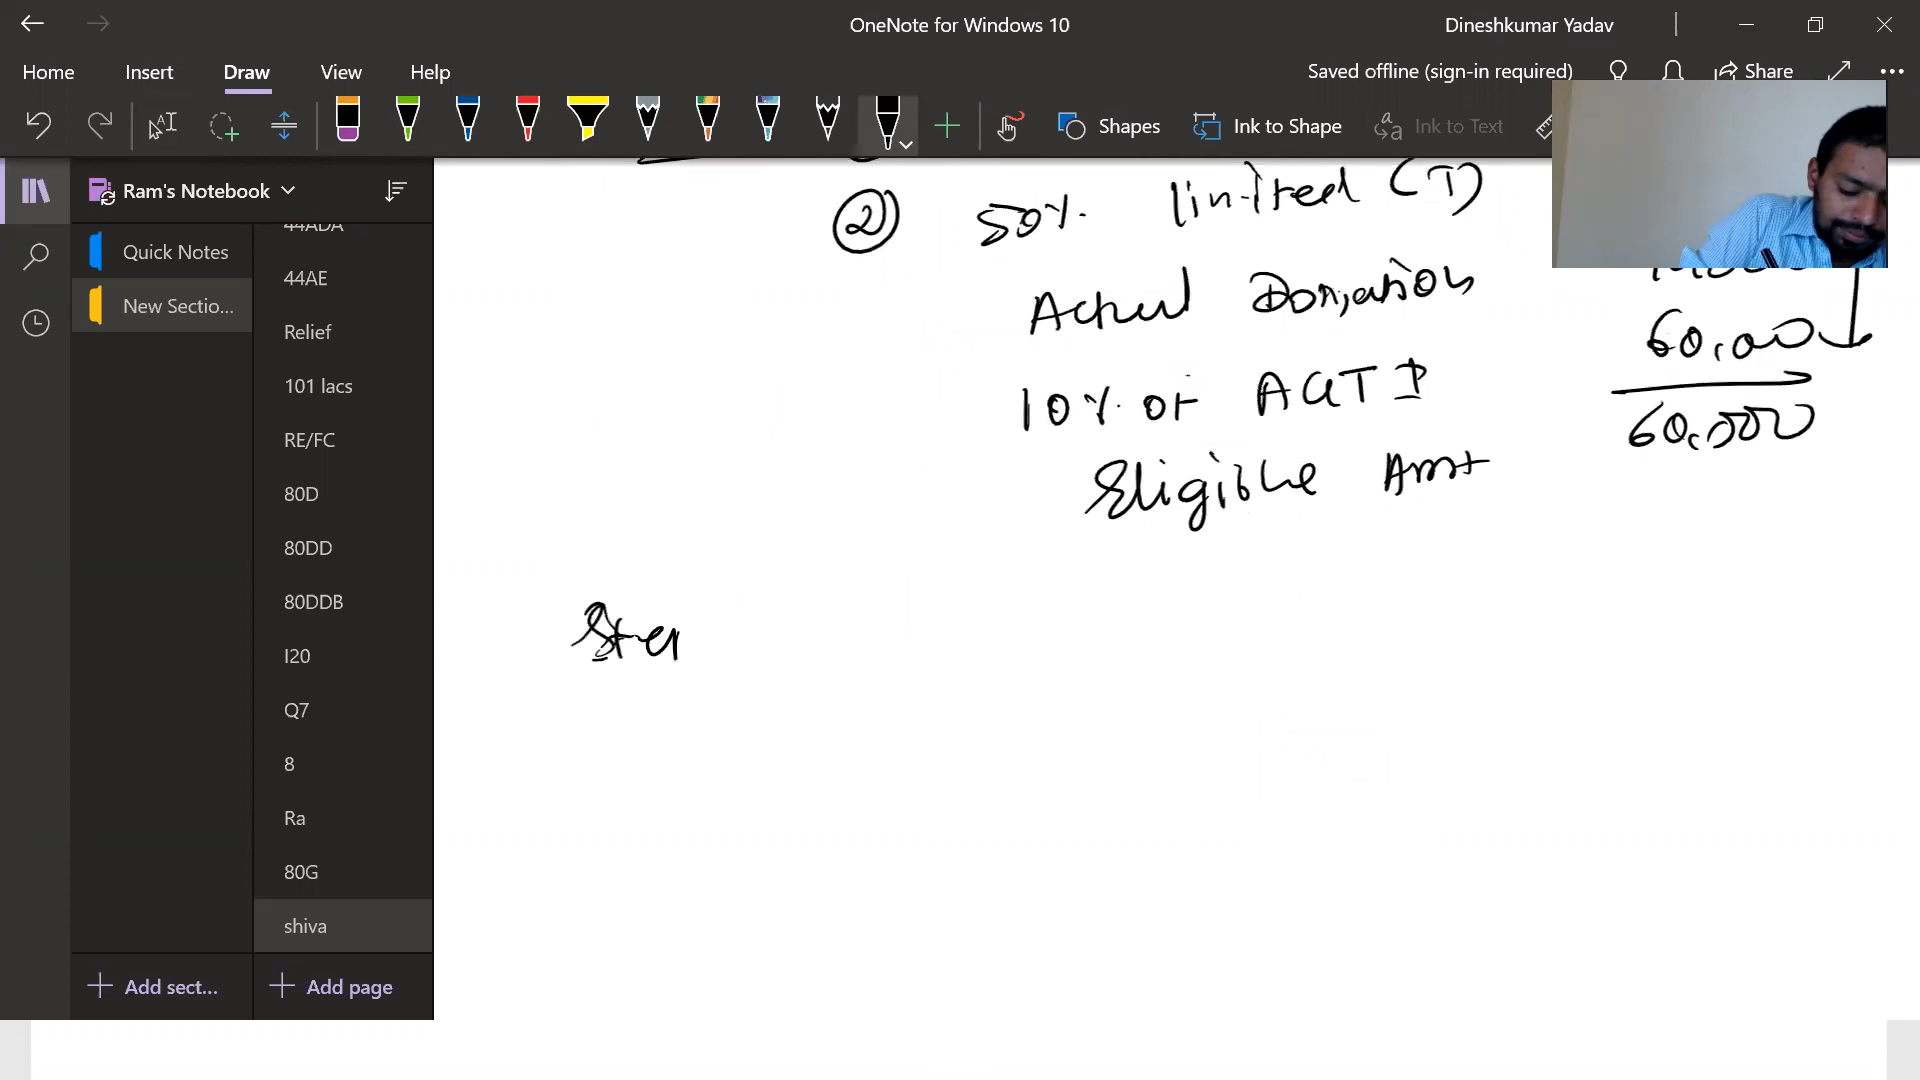 OneNote for Windows 10
Dineshkumar Yadav
Home Insert Draw View Help
Saved offline (sign-in required)
Share
Shapes
Ink to Shape
Ink to Text
Ram's Notebook
Quick Notes
New Sectio...
44ADA
44AE
Relief
101 lacs
RE/FC
80D
80DD
80DDB
I20
Q7
8
Ra
80G
shiva
Add sect...
Add page
② 50% limited (I)
Actual Donation
10% of AGTI 60,000
Eligible Amt 60,000
Ste